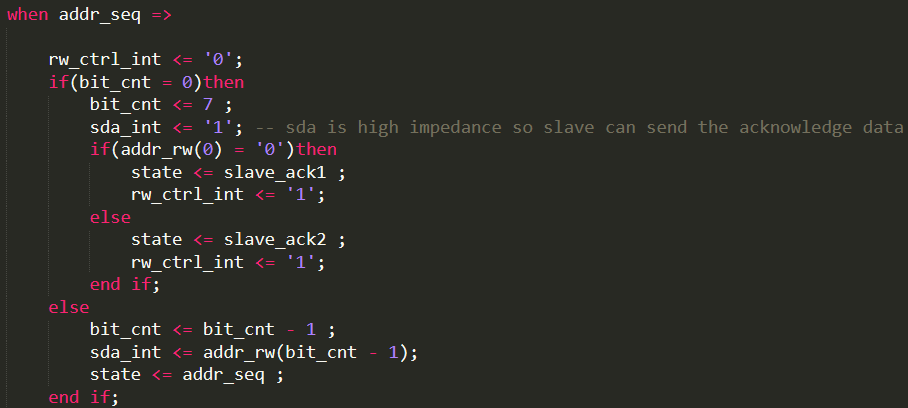 when addr_seq =>
rw_ctrl_int <= '0';
if(bit_cnt = 0)then
bit_cnt <= 7 ;
sda_int <= '1'; -- sda is high impedance so slave can send the acknowledge data
if(addr_rw(0) = '0')then
state <= slave_ack1 ;
rw_ctrl_int <= '1';
else
state <= slave_ack2 ;
rw_ctrl_int <= '1';
end if;
else
bit_cnt <= bit_cnt - 1 ;
sda_int <= addr_rw(bit_cnt - 1);
state <= addr_seq ;
end if;